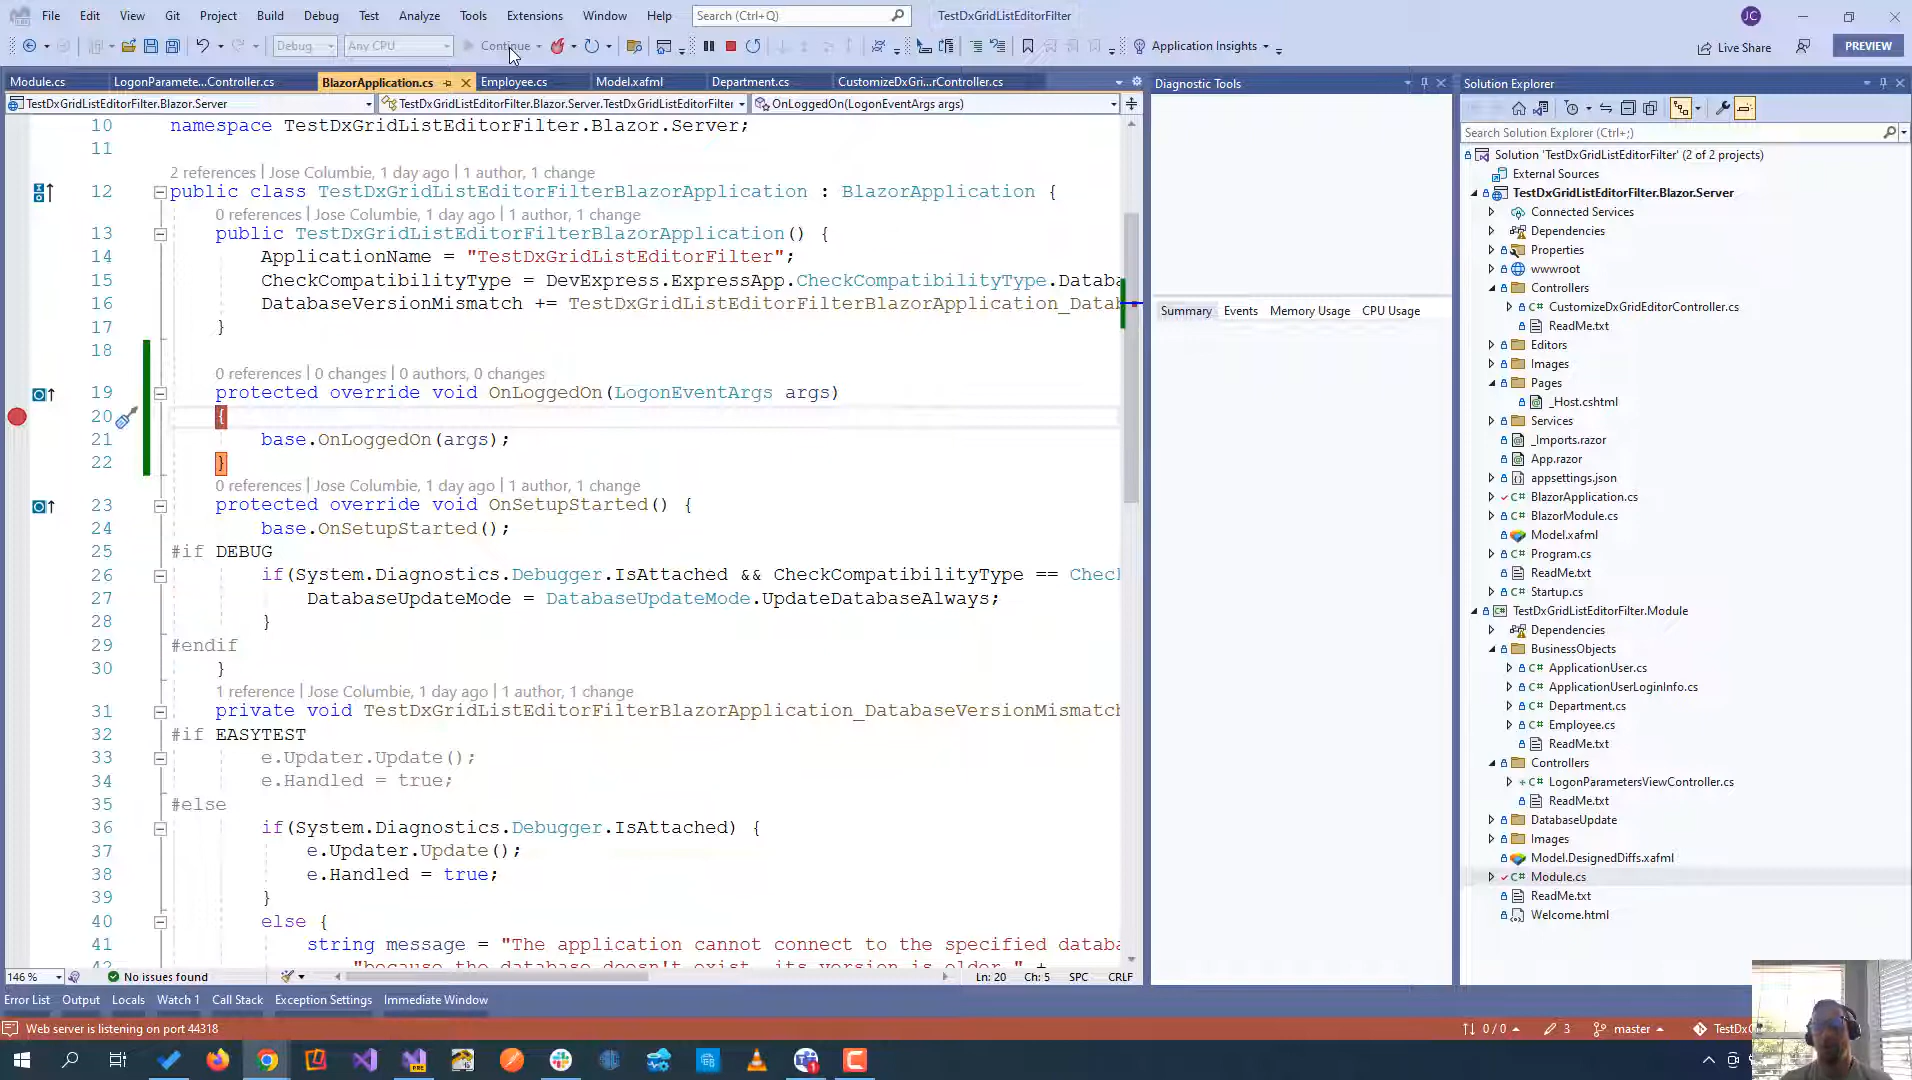 File Edit View Git Project Build Debug Test Analyze Tools Extensions Window Help Search (Ctrl+Q) TestDxGridListEditorFilter JC
Debug Any CPU Continue Application Insights Live Share PREVIEW
Module.cs LogonParamete...Controller.cs BlazorApplication.cs Employee.cs Model.xafml Department.cs CustomizeDxGri...rController.cs
TestDxGridListEditorFilter.Blazor.Server TestDxGridListEditorFilter.Blazor.Server.TestDxGridListEditorFilter OnLoggedOn(LogonEventArgs args)
10 namespace TestDxGridListEditorFilter.Blazor.Server;
11
2 references | Jose Columbie, 1 day ago | 1 author, 1 change
12 public class TestDxGridListEditorFilterBlazorApplication : BlazorApplication {
0 references | Jose Columbie, 1 day ago | 1 author, 1 change
13 public TestDxGridListEditorFilterBlazorApplication() {
14 ApplicationName = "TestDxGridListEditorFilter";
15 CheckCompatibilityType = DevExpress.ExpressApp.CheckCompatibilityType.Databa
16 DatabaseVersionMismatch += TestDxGridListEditorFilterBlazorApplication_Datab
17 }
18
0 references | 0 changes | 0 authors, 0 changes
19 protected override void OnLoggedOn(LogonEventArgs args)
20 {
21 base.OnLoggedOn(args);
22 }
0 references | Jose Columbie, 1 day ago | 1 author, 1 change
23 protected override void OnSetupStarted() {
24 base.OnSetupStarted();
25 #if DEBUG
26 if(System.Diagnostics.Debugger.IsAttached && CheckCompatibilityType == Chec
27 DatabaseUpdateMode = DatabaseUpdateMode.UpdateDatabaseAlways;
28 }
29 #endif
30 }
1 reference | Jose Columbie, 1 day ago | 1 author, 1 change
31 private void TestDxGridListEditorFilterBlazorApplication_DatabaseVersionMismatch
32 #if EASYTEST
33 e.Updater.Update();
34 e.Handled = true;
35 #else
36 if(System.Diagnostics.Debugger.IsAttached) {
37 e.Updater.Update();
38 e.Handled = true;
39 }
40 else {
41 string message = "The application cannot connect to the specified databa
42 "because the database doesn't exist, its version is older " +
146 % No issues found Ln: 20 Ch: 5 SPC CRLF
Diagnostic Tools
Summary Events Memory Usage CPU Usage
Solution Explorer
Search Solution Explorer (Ctrl+;)
Solution 'TestDxGridListEditorFilter' (2 of 2 projects)
External Sources
TestDxGridListEditorFilter.Blazor.Server
Connected Services
Dependencies
Properties
wwwroot
Controllers
C# CustomizeDxGridEditorController.cs
ReadMe.txt
Editors
Images
Pages
_Host.cshtml
Services
_Imports.razor
App.razor
appsettings.json
C# BlazorApplication.cs
C# BlazorModule.cs
Model.xafml
C# Program.cs
ReadMe.txt
C# Startup.cs
C# TestDxGridListEditorFilter.Module
Dependencies
BusinessObjects
C# ApplicationUser.cs
C# ApplicationUserLoginInfo.cs
C# Department.cs
C# Employee.cs
ReadMe.txt
Controllers
C# LogonParametersViewController.cs
ReadMe.txt
DatabaseUpdate
Images
Model.DesignedDiffs.xafml
C# Module.cs
ReadMe.txt
Welcome.html
Error List Output Locals Watch 1 Call Stack Exception Settings Immediate Window
Web server is listening on port 44318 0 / 0 3 master TestDx